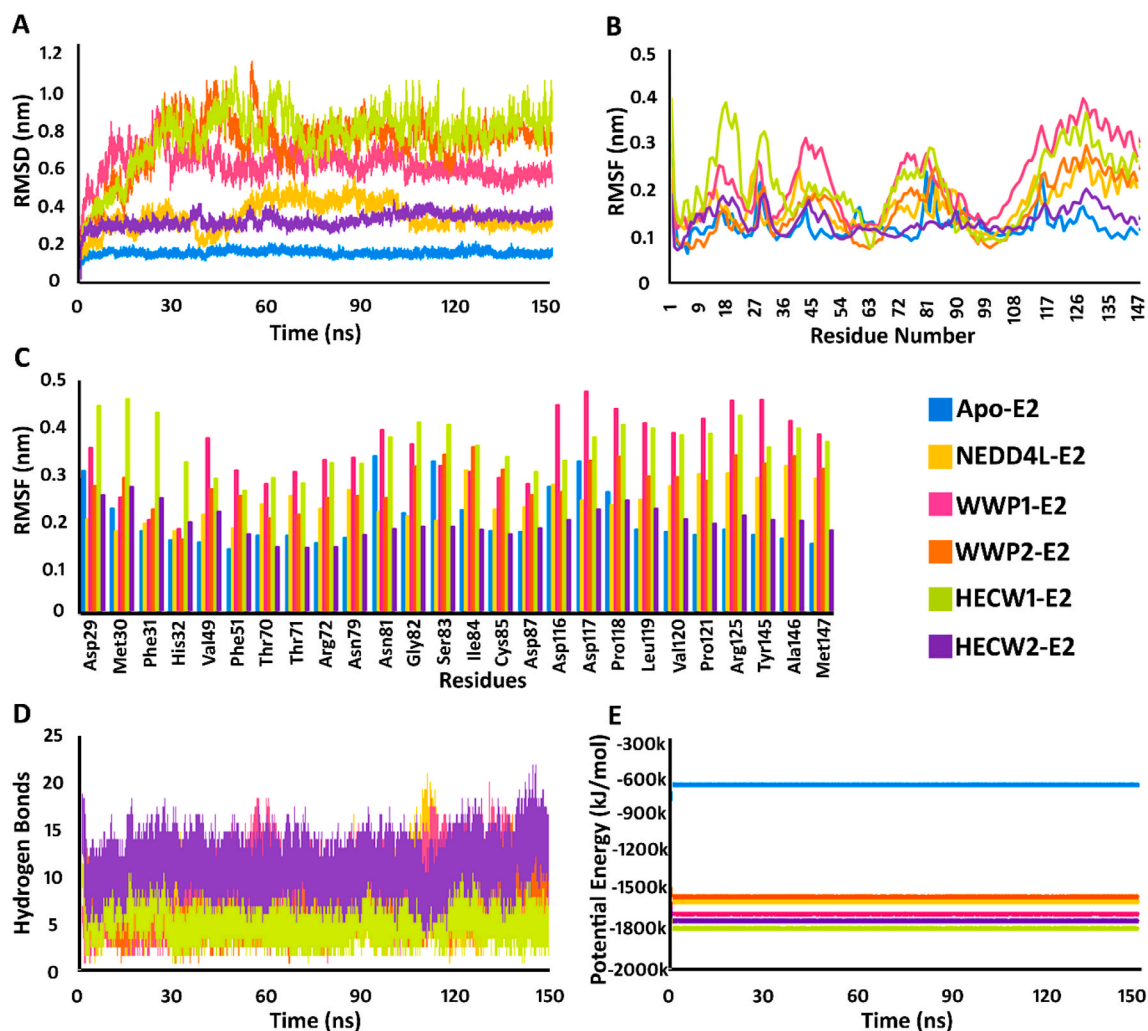 A
RMSD (nm)
1.2
1.0
0.8
0.6
0.4
0.2
0
0 30 60 90 120 150
Time (ns)
B
RMSF (nm)
0.5
0.4
0.3
0.2
0.1
0
1 9 18 27 36 45 54 63 72 81 90 99 108 117 126 135 147
Residue Number
C
RMSF (nm)
0.5
0.4
0.3
0.2
0.1
0
Asp29 Met30 Phe31 His32 Val49 Phe51 Thr70 Thr71 Arg72 Asn79 Asn81 Gly82 Ser83 Ile84 Cys85 Asp87 Asp116 Asp117 Pro118 Leu119 Val120 Pro121 Arg125 Tyr145 Ala146 Met147
Residues
Apo-E2
NEDD4L-E2
WWP1-E2
WWP2-E2
HECW1-E2
HECW2-E2
D
Hydrogen Bonds
25
20
15
10
5
0
0 30 60 90 120 150
Time (ns)
E
Potential Energy (kJ/mol)
-300k
-600k
-900k
-1200k
-1500k
-1800k
-2000k
0 30 60 90 120 150
Time (ns)